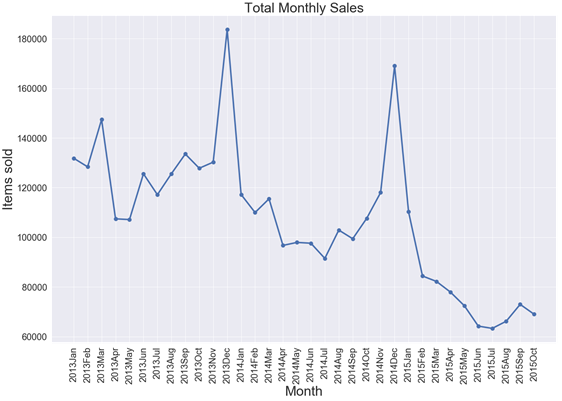 Total Monthly Sales
Items sold
180000
160000
140000
120000
100000
80000
60000
2013Jan
2013Feb
2013Mar
2013Apr
2013May
2013Jun
2013Jul
2013Aug
2013Sep
2013Oct
2013Nov
2013Dec
2014Jan
2014Feb
2014Mar
2014Apr
2014May
2014Jun
2014Jul
2014Aug
2014Sep
2014Oct
2014Nov
2014Dec
2015Jan
2015Feb
2015Mar
2015Apr
2015May
2015Jun
2015Jul
2015Aug
2015Sep
2015Oct
Month